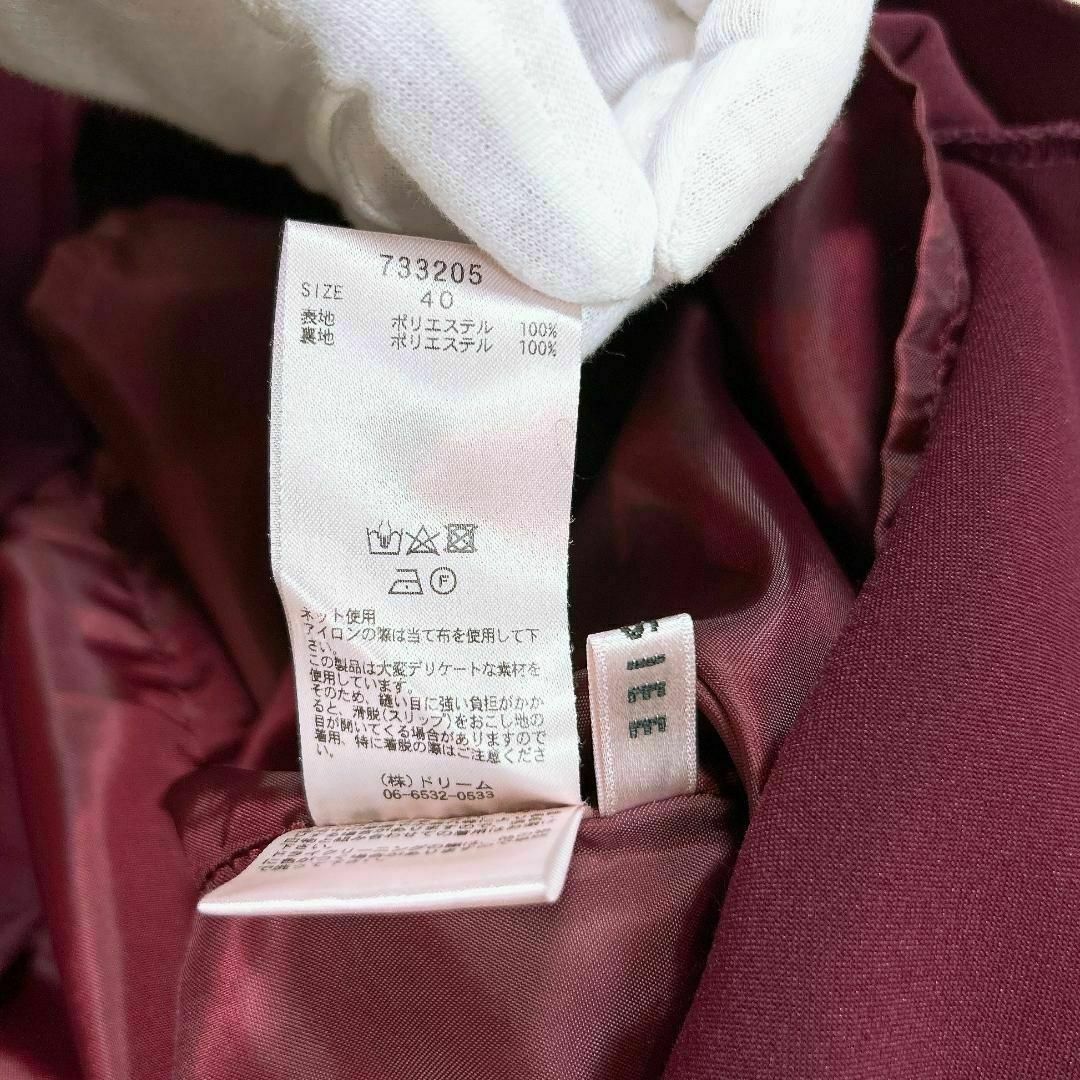 733205
SIZE 40
表地 ポリエステル 100%
裏地 ポリエステル 100%
F
ネット使用
アイロンの際は当て布を使用して下
さい。
この製品は大変デリケートな素材を
使用しています。
そのため、縫い目に強い負担がかか
ると、滑脱(スリップ)をおこし地の
目が開いてくる場合がありますので
着用、特に着脱の際はご注意くださ
い。
(株)ドリーム
06-6532-0533